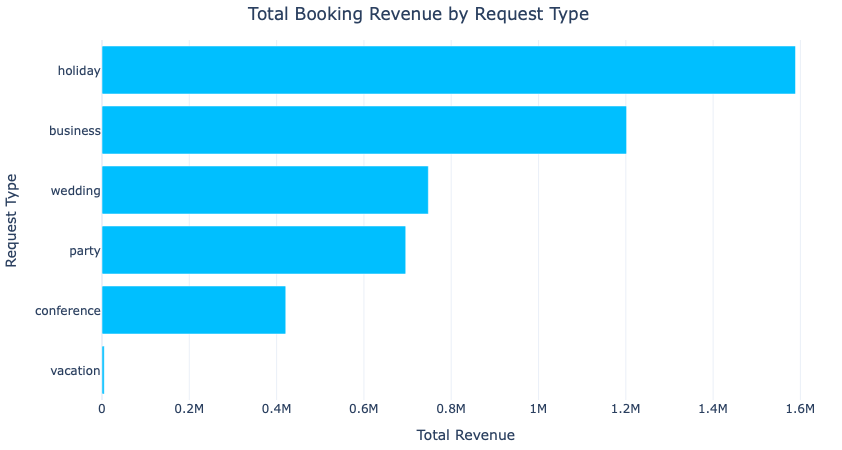 Total Booking Revenue by Request Type
holiday
business
wedding
party
conference
vacation
Request Type
0 0.2M 0.4M 0.6M 0.8M 1M 1.2M 1.4M 1.6M
Total Revenue